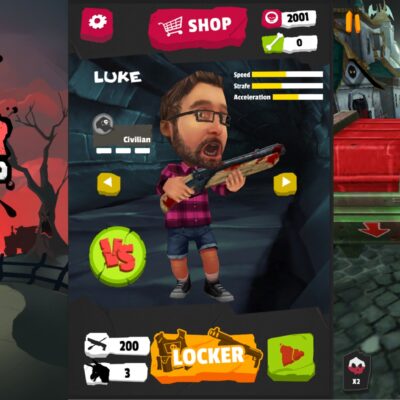 SHOP
2001
0
LUKE
Speed
Strafe
Acceleration
Civilian
VS
200
3
LOCKER
X2